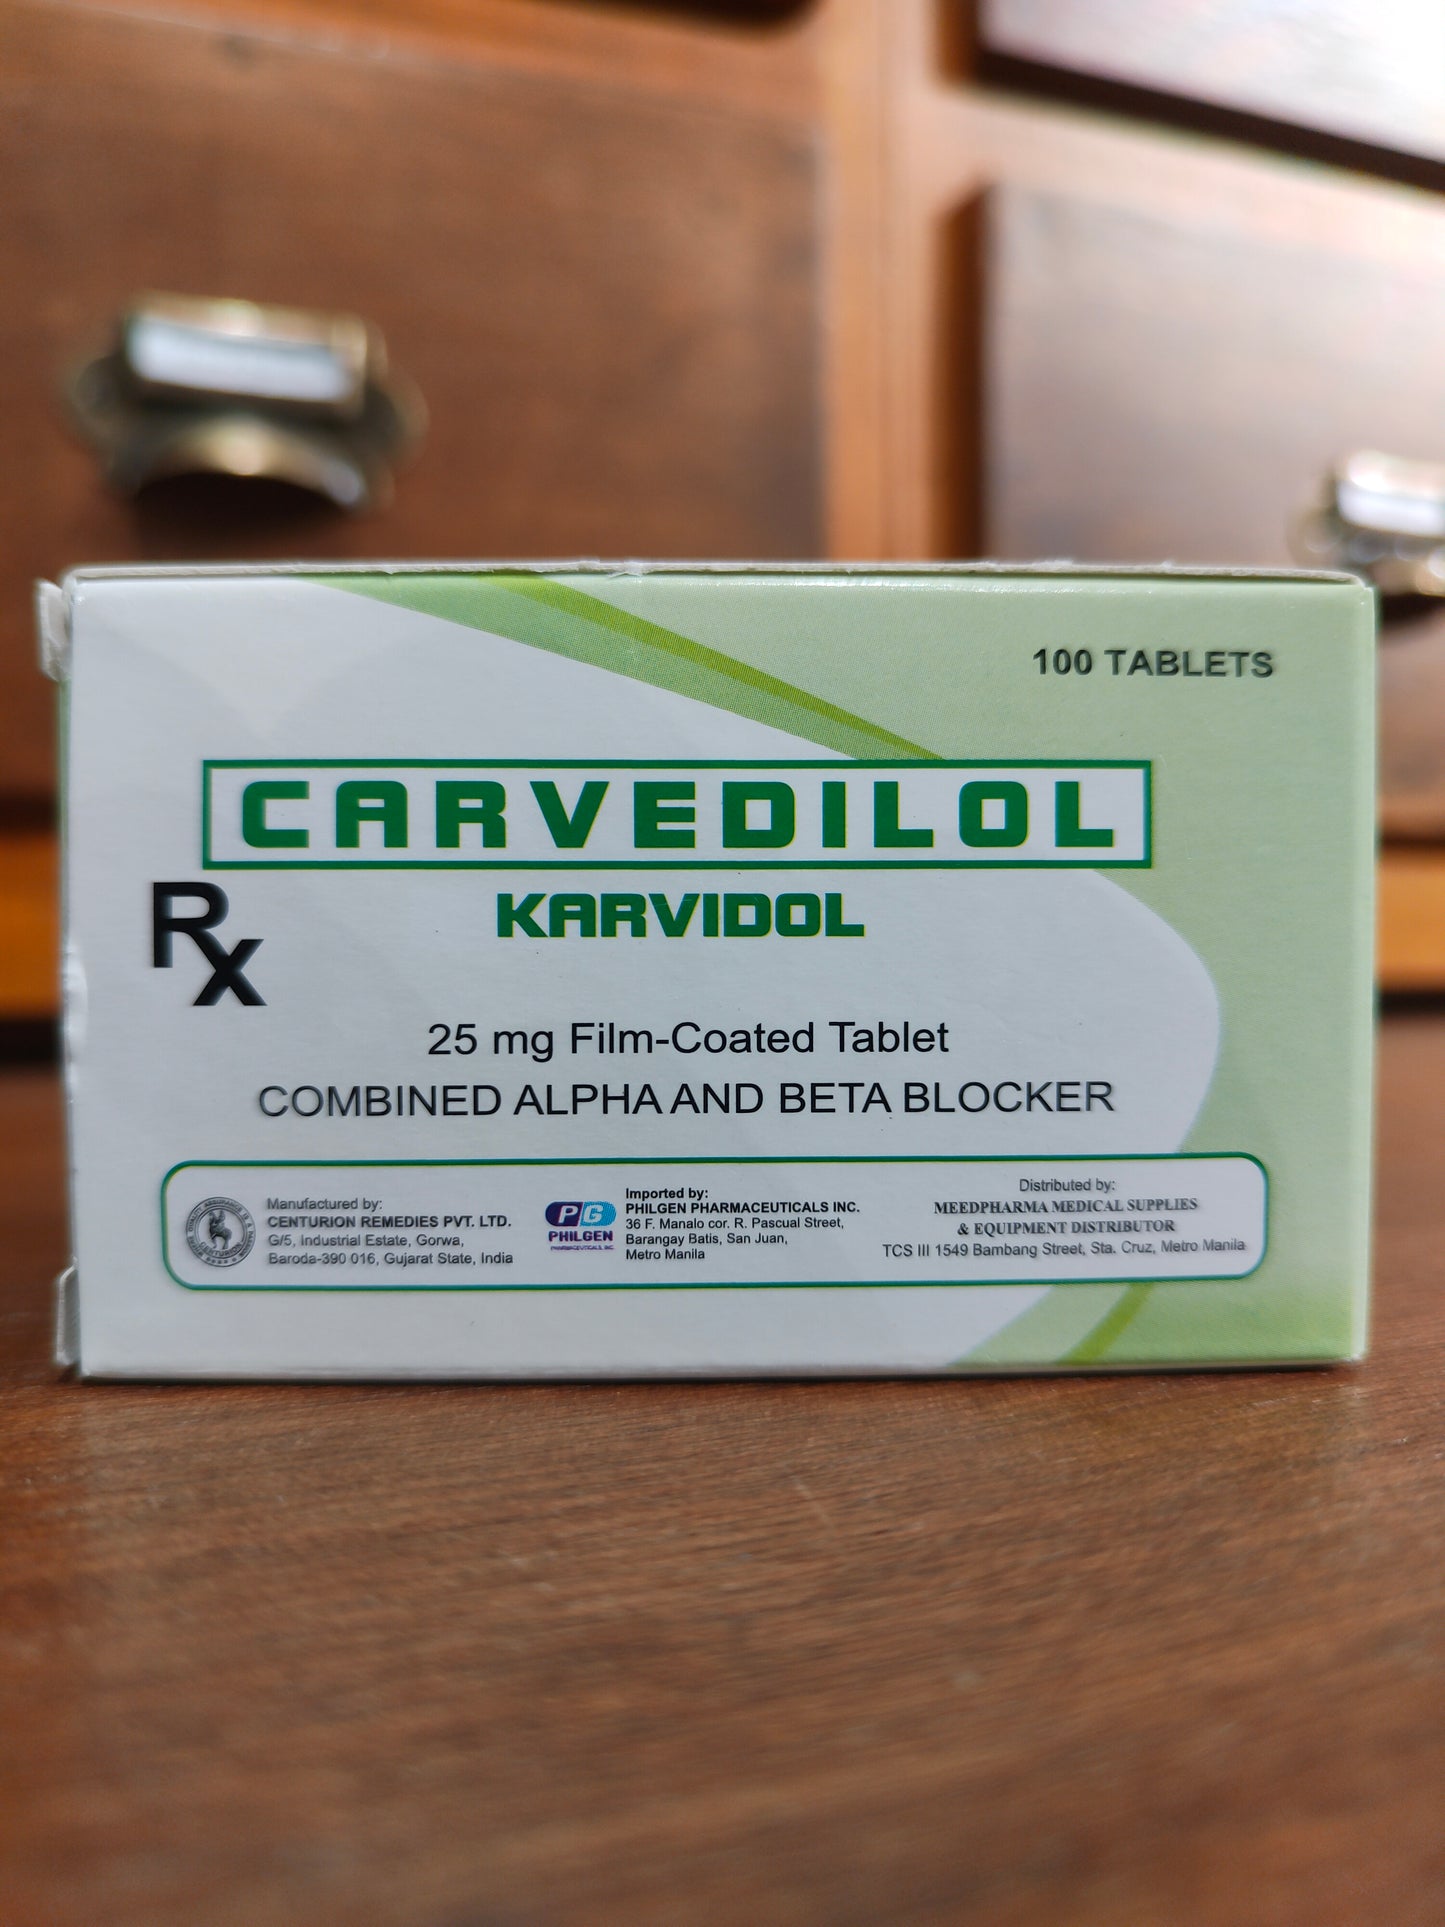 100 TABLETS
CARVEDILOL
Rx
KARVIDOL
25 mg Film-Coated Tablet
COMBINED ALPHA AND BETA BLOCKER
CENTURION
Manufactured by:
CENTURION REMEDIES PVT. LTD.
G/5, Industrial Estate, Gorwa,
Baroda-390 016, Gujarat State, India
PG
PHILGEN
PHARMACEUTICALS, INC.
Imported by:
PHILGEN PHARMACEUTICALS INC.
36 F. Manalo cor. R. Pascual Street,
Barangay Batis, San Juan,
Metro Manila
Distributed by:
MEEDPHARMA MEDICAL SUPPLIES
& EQUIPMENT DISTRIBUTOR
TCS III 1549 Bambang Street, Sta. Cruz, Metro Manila